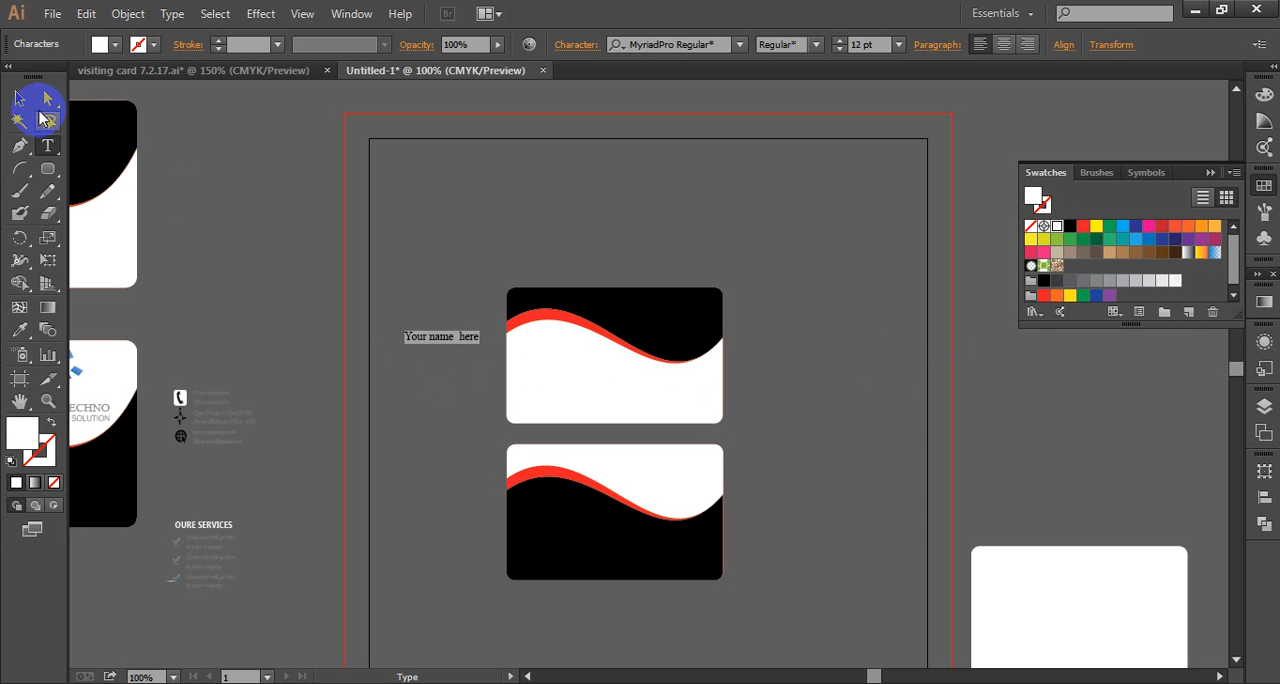 Ai File Edit Object Type Select Effect View Window Help Br Essentials
Characters Stroke: Opacity: 100% Character: MyriadPro Regular* Regular* 12 pt Paragraph: Align Transform
visiting card 7.2.17.ai* @ 150% (CMYK/Preview) × Untitled-1* @ 100% (CMYK/Preview) ×
Swatches Brushes Symbols
Your name here
ECHNO
SOLUTION
OURE SERVICES
100% 1 Type